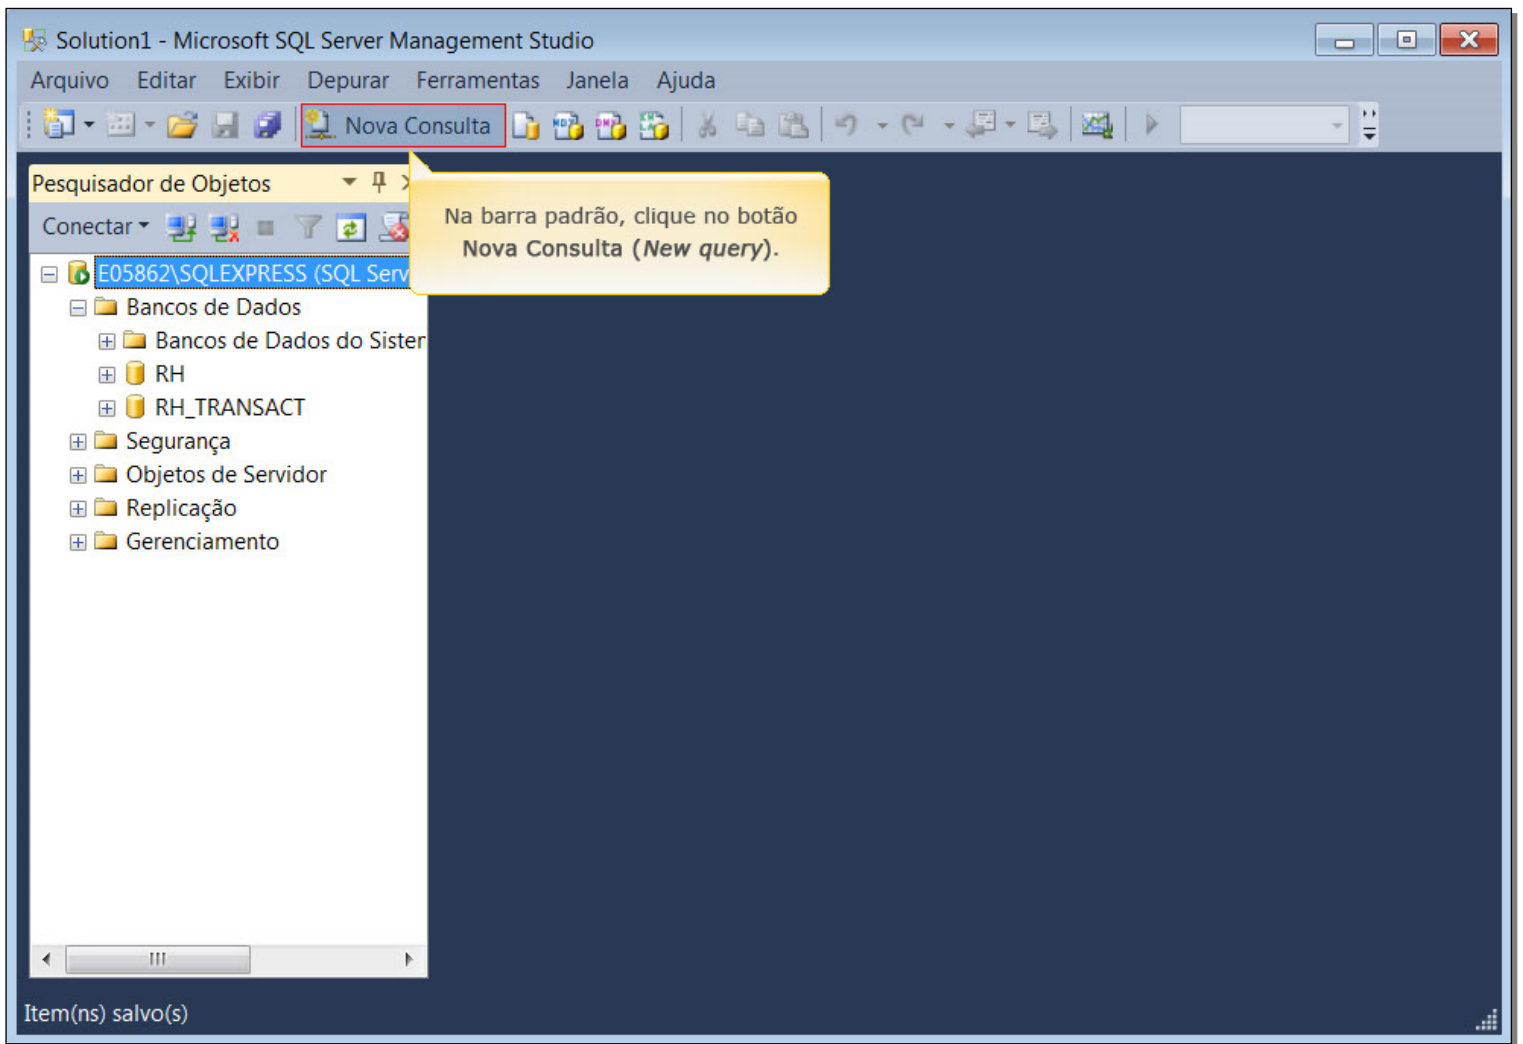 Solution1 - Microsoft SQL Server Management Studio
Arquivo Editar Exibir Depurar Ferramentas Janela Ajuda
Nova Consulta
Pesquisador de Objetos
Conectar
Na barra padrão, clique no botão
Nova Consulta (New query).
E05862\SQLEXPRESS (SQL Serv
Bancos de Dados
Bancos de Dados do Sister
RH
RH_TRANSACT
Segurança
Objetos de Servidor
Replicação
Gerenciamento
Item(ns) salvo(s)